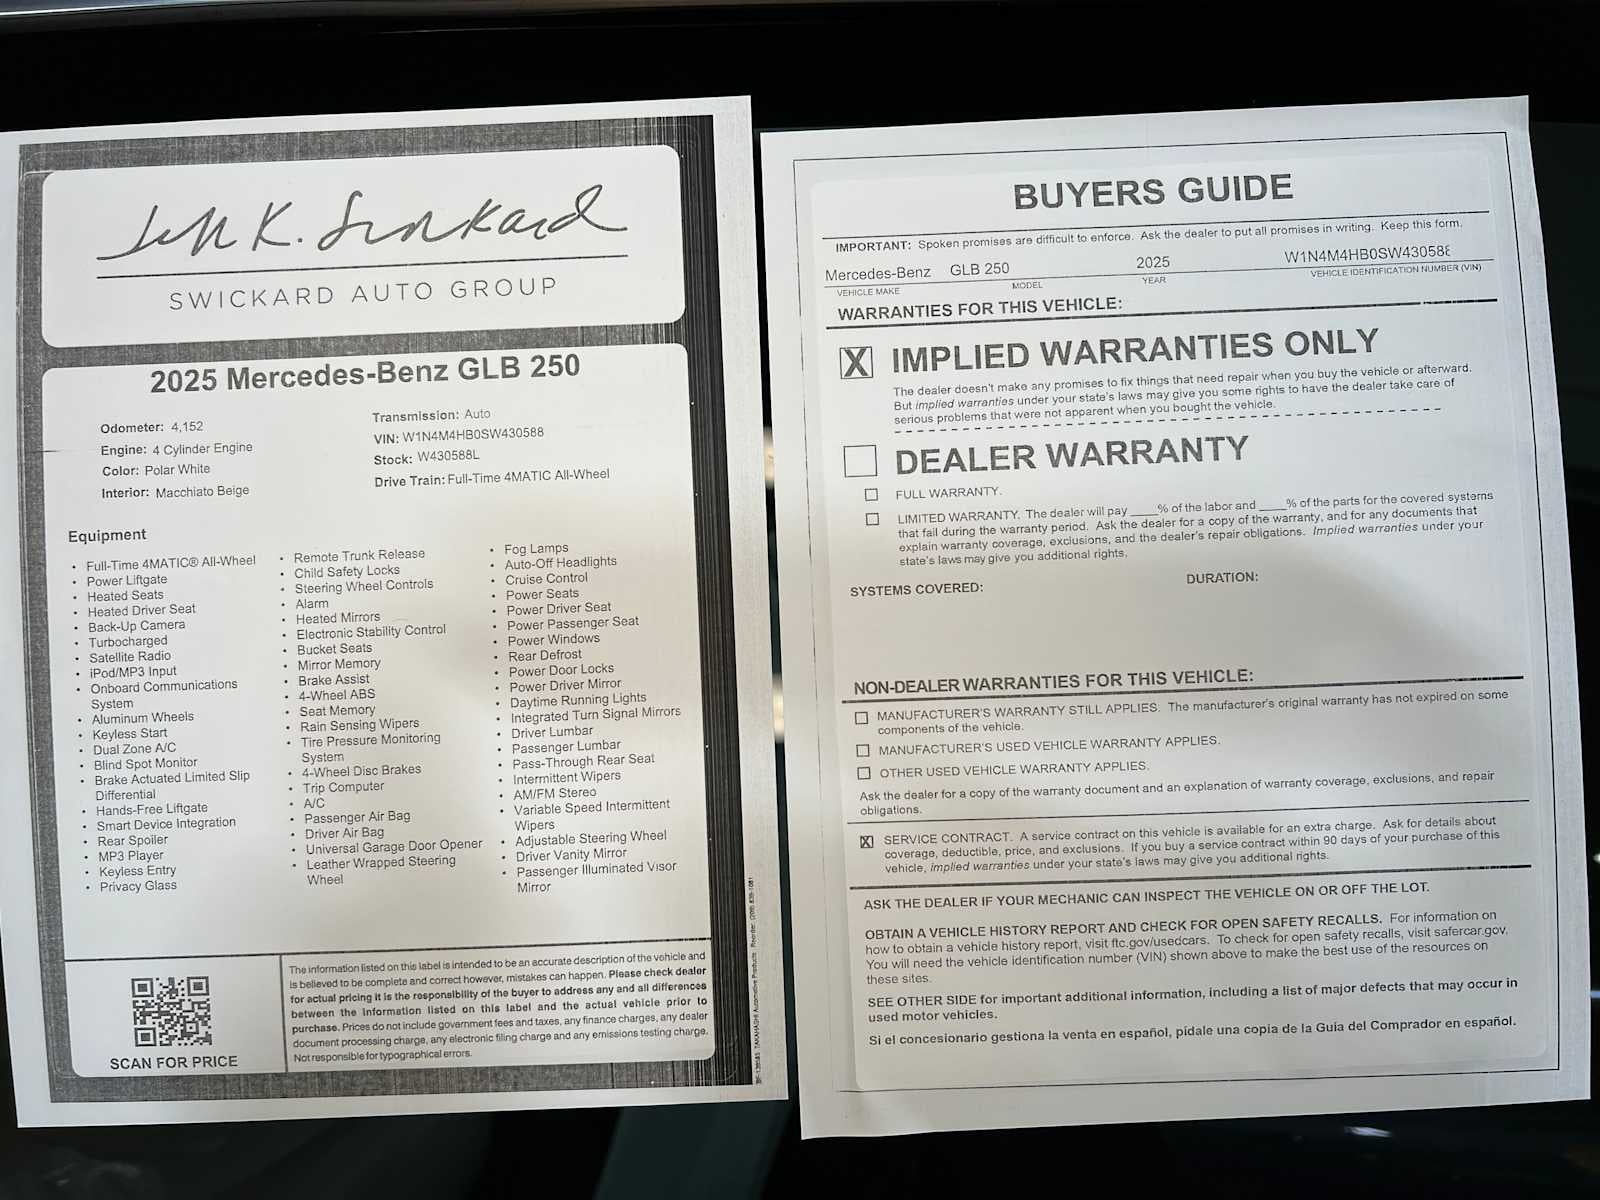 Jeff K. Swickard
SWICKARD AUTO GROUP
2025 Mercedes-Benz GLB 250
Odometer: 4,152
Engine: 4 Cylinder Engine
Color: Polar White
Interior: Macchiato Beige
Transmission: Auto
VIN: W1N4M4HB0SW430588
Stock: W430588L
Drive Train: Full-Time 4MATIC All-Wheel
Equipment
• Full-Time 4MATIC® All-Wheel
• Power Liftgate
• Heated Seats
• Heated Driver Seat
• Back-Up Camera
• Turbocharged
• Satellite Radio
• iPod/MP3 Input
• Onboard Communications
System
• Aluminum Wheels
• Keyless Start
• Dual Zone A/C
• Blind Spot Monitor
• Brake Actuated Limited Slip
Differential
• Hands-Free Liftgate
• Smart Device Integration
• Rear Spoiler
• MP3 Player
• Keyless Entry
• Privacy Glass
• Remote Trunk Release
• Child Safety Locks
• Steering Wheel Controls
• Alarm
• Heated Mirrors
• Electronic Stability Control
• Bucket Seats
• Mirror Memory
• Brake Assist
• 4-Wheel ABS
• Seat Memory
• Rain Sensing Wipers
• Tire Pressure Monitoring
System
• 4-Wheel Disc Brakes
• Trip Computer
• A/C
• Passenger Air Bag
• Driver Air Bag
• Universal Garage Door Opener
• Leather Wrapped Steering
Wheel
• Fog Lamps
• Auto-Off Headlights
• Cruise Control
• Power Seats
• Power Driver Seat
• Power Passenger Seat
• Power Windows
• Rear Defrost
• Power Door Locks
• Power Driver Mirror
• Daytime Running Lights
• Integrated Turn Signal Mirrors
• Driver Lumbar
• Passenger Lumbar
• Pass-Through Rear Seat
• Intermittent Wipers
• AM/FM Stereo
• Variable Speed Intermittent
Wipers
• Adjustable Steering Wheel
• Driver Vanity Mirror
• Passenger Illuminated Visor
Mirror
SCAN FOR PRICE
The information listed on this label is intended to be an accurate description of the vehicle and
is believed to be complete and correct however, mistakes can happen. Please check dealer
for actual pricing it is the responsibility of the buyer to address any and all differences
between the information listed on this label and the actual vehicle prior to
purchase. Prices do not include government fees and taxes, any finance charges, any dealer
document processing charge, any electronic filing charge and any emissions testing charge.
Not responsible for typographical errors.
TAKAHASHI Automotive Products Reorder:
BUYERS GUIDE
IMPORTANT: Spoken promises are difficult to enforce. Ask the dealer to put all promises in writing. Keep this form.
Mercedes-Benz GLB 250 2025 W1N4M4HB0SW430588
VEHICLE MAKE MODEL YEAR VEHICLE IDENTIFICATION NUMBER (VIN)
WARRANTIES FOR THIS VEHICLE:
X IMPLIED WARRANTIES ONLY
The dealer doesn't make any promises to fix things that need repair when you buy the vehicle or afterward.
But implied warranties under your state's laws may give you some rights to have the dealer take care of
serious problems that were not apparent when you bought the vehicle.
DEALER WARRANTY
FULL WARRANTY.
LIMITED WARRANTY. The dealer will pay ____% of the labor and ____% of the parts for the covered systems
that fail during the warranty period. Ask the dealer for a copy of the warranty, and for any documents that
explain warranty coverage, exclusions, and the dealer's repair obligations. Implied warranties under your
state's laws may give you additional rights.
SYSTEMS COVERED: DURATION:
NON-DEALER WARRANTIES FOR THIS VEHICLE:
MANUFACTURER'S WARRANTY STILL APPLIES. The manufacturer's original warranty has not expired on some
components of the vehicle.
MANUFACTURER'S USED VEHICLE WARRANTY APPLIES.
OTHER USED VEHICLE WARRANTY APPLIES.
Ask the dealer for a copy of the warranty document and an explanation of warranty coverage, exclusions, and repair
obligations.
X SERVICE CONTRACT. A service contract on this vehicle is available for an extra charge. Ask for details about
coverage, deductible, price, and exclusions. If you buy a service contract within 90 days of your purchase of this
vehicle, implied warranties under your state's laws may give you additional rights.
ASK THE DEALER IF YOUR MECHANIC CAN INSPECT THE VEHICLE ON OR OFF THE LOT.
OBTAIN A VEHICLE HISTORY REPORT AND CHECK FOR OPEN SAFETY RECALLS. For information on
how to obtain a vehicle history report, visit ftc.gov/usedcars. To check for open safety recalls, visit safercar.gov.
You will need the vehicle identification number (VIN) shown above to make the best use of the resources on
these sites.
SEE OTHER SIDE for important additional information, including a list of major defects that may occur in
used motor vehicles.
Si el concesionario gestiona la venta en español, pídale una copia de la Guía del Comprador en español.